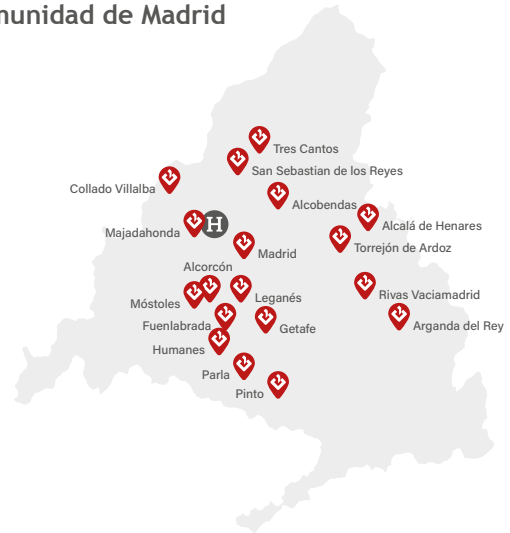 munidad de Madrid
Tres Cantos
San Sebastian de los Reyes
Collado Villalba
Alcobendas
Alcalá de Henares
Majadahonda
H
Torrejón de Ardoz
Madrid
Alcorcón
Rivas Vaciamadrid
Leganés
Móstoles
Fuenlabrada
Getafe
Arganda del Rey
Humanes
Parla
Pinto